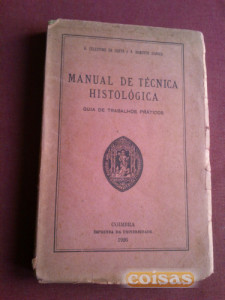 MANUAL DE TÉCNICA
HISTOLÓGICA
GUIA DE TRABALHOS PRÁTICOS
COIMBRA
IMPRENSA DA UNIVERSIDADE
coisas